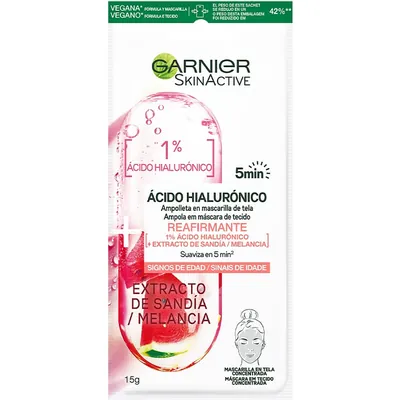 VEGANA* FÓRMULA Y MASCARILLA
VEGANO* FÓRMULA E TECIDO
EL PESO DE ESTE SACHET
SE REDUJO EN UN
O PESO DESTA EMBALAGEM
FOI REDUZIDO EM
42%**
GARNIER
SKINACTIVE
1%
ÁCIDO HIALURÓNICO
5min
ÁCIDO HIALURÓNICO
Ampolleta en mascarilla de tela
Ampola em máscara de tecido
REAFIRMANTE
1% ÁCIDO HIALURÓNICO
+ EXTRACTO DE SANDÍA / MELANCIA
Suaviza en 5 min²
SIGNOS DE EDAD / SINAIS DE IDADE
EXTRACTO
DE SANDÍA
/ MELANCIA
MASCARILLA EN TELA
CONCENTRADA
MÁSCARA EM TECIDO
CONCENTRADA
15g